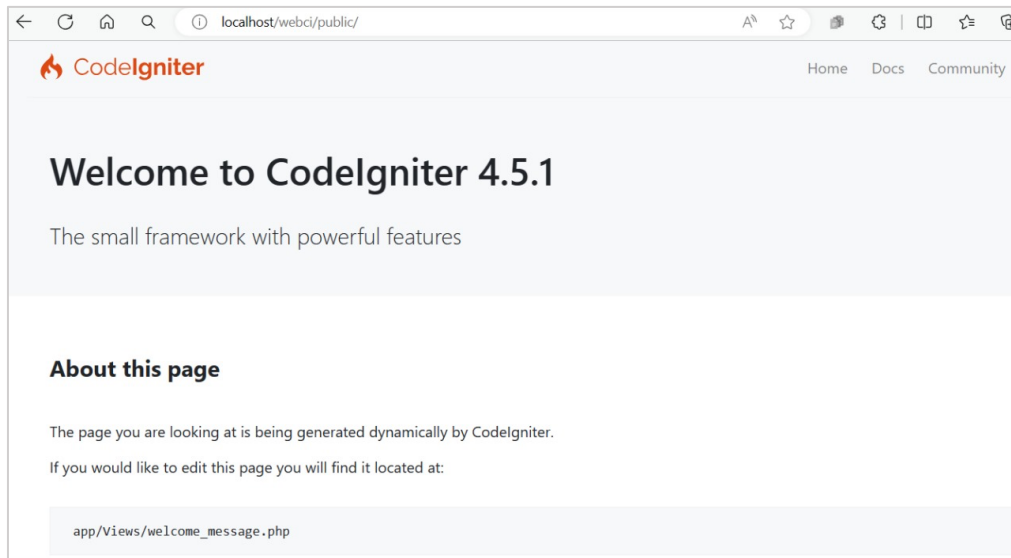 localhost/webci/public/
CodeIgniter
Home Docs Community
Welcome to CodeIgniter 4.5.1
The small framework with powerful features
About this page
The page you are looking at is being generated dynamically by CodeIgniter.
If you would like to edit this page you will find it located at:
app/Views/welcome_message.php